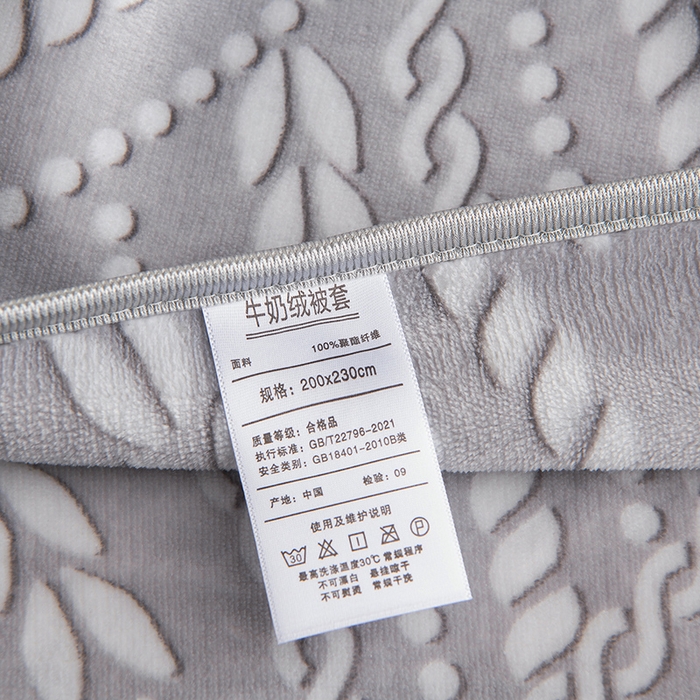 牛奶绒被套
面料 100%聚酯纤维
规格：200x230cm
质量等级：合格品
执行标准：GB/T22796-2021
安全类别：GB18401-2010B类
产地：中国 检验：09
使用及维护说明
30 P
最高洗涤温度30℃ 常规程序
不可漂白 悬挂晾干
不可熨烫 常规干洗